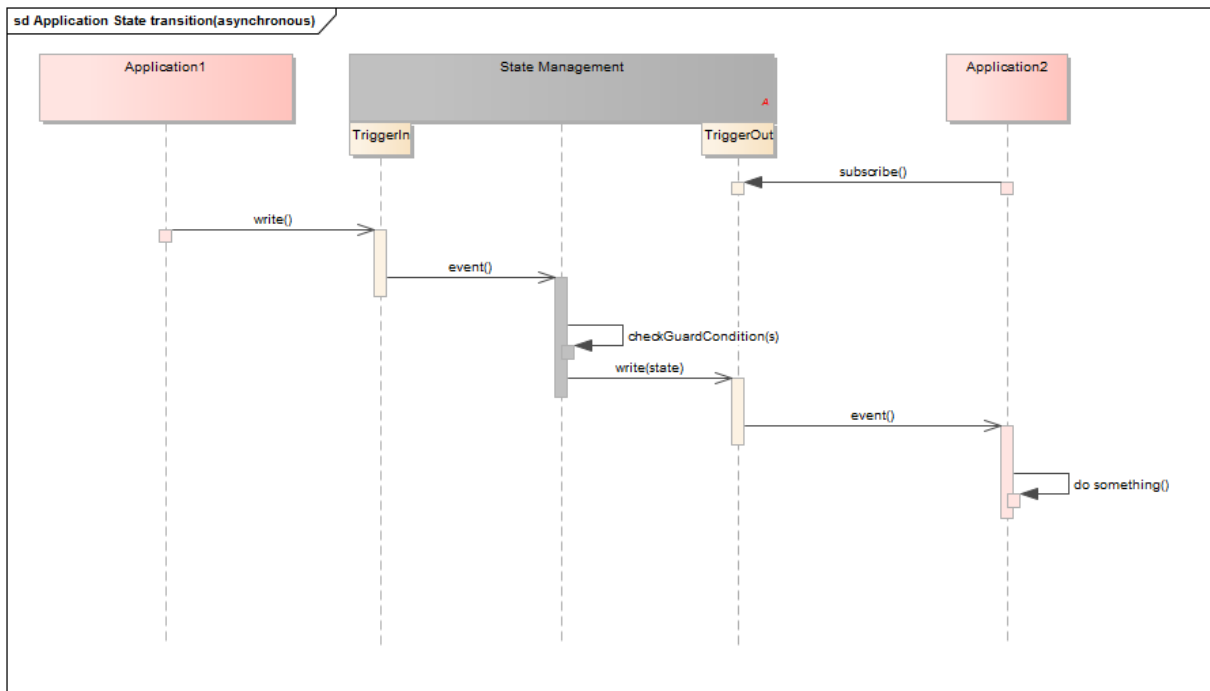 sd Application State transition(asynchronous)
Application1
State Management
Application2
A
TriggerIn
TriggerOut
subscribe()
write()
event()
checkGuardCondition(s)
write(state)
event()
do something()